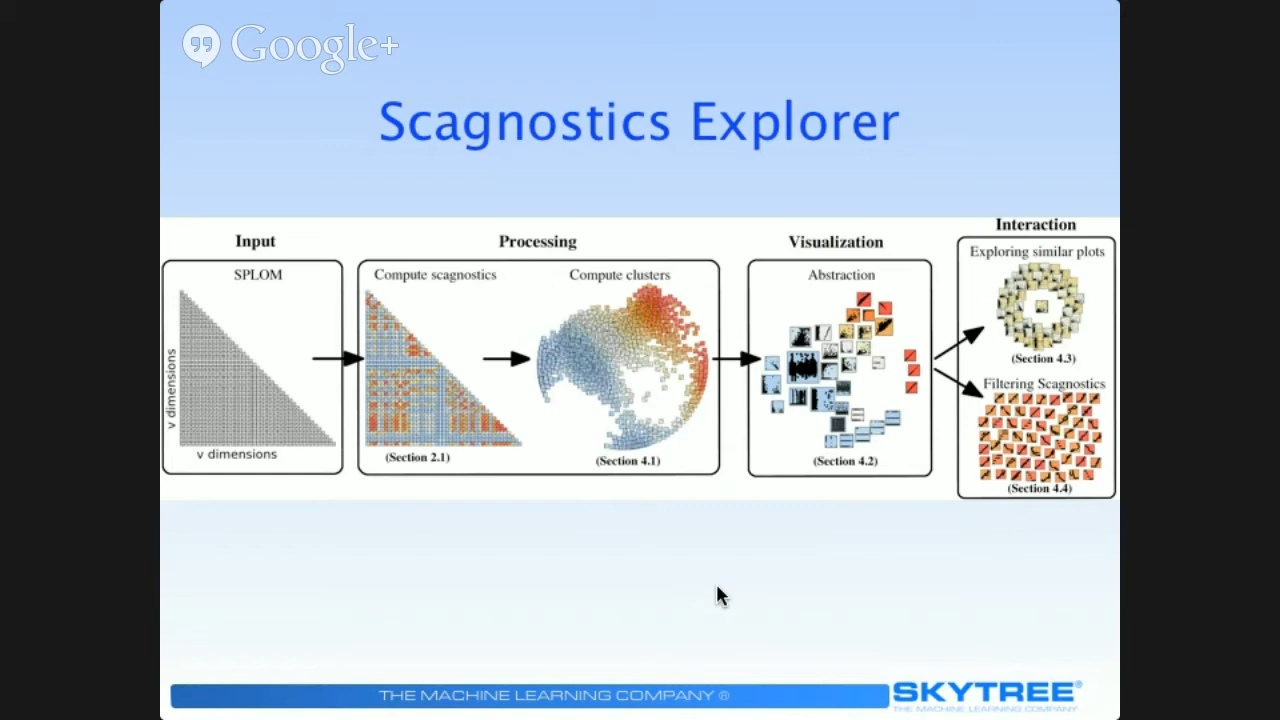 Google+
Scagnostics Explorer
Input
Processing
Visualization
Interaction
SPLOM
Compute scagnostics
Compute clusters
Abstraction
Exploring similar plots
v dimensions
v dimensions
(Section 2.1)
(Section 4.1)
(Section 4.2)
(Section 4.3)
Filtering Scagnostics
(Section 4.4)
THE MACHINE LEARNING COMPANY ®
SKYTREE®
THE MACHINE LEARNING COMPANY